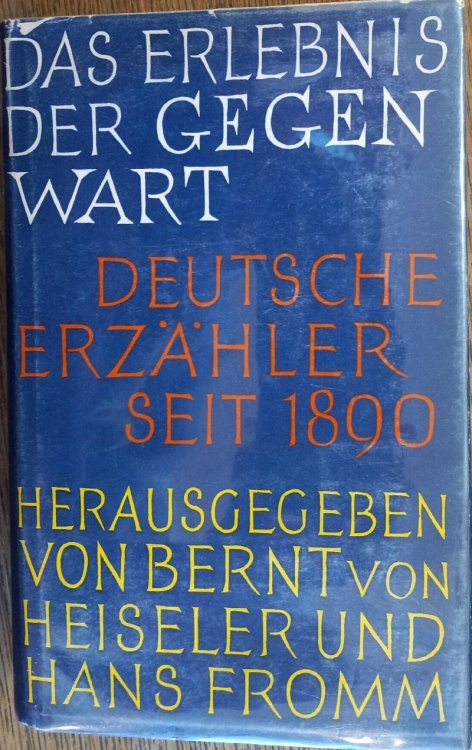 DAS ERLEBNIS
DER GEGEN
WART
DEUTSCHE
ERZÄHLER
SEIT 1890
HERAUSGEGEBEN
VON BERNT VON
HEISELER UND
HANS FROMM